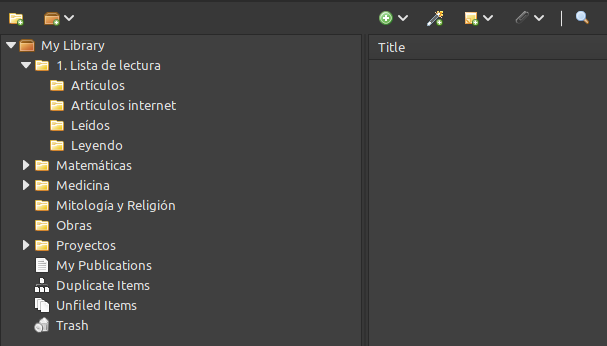 My Library
Title
1. Lista de lectura
Artículos
Artículos internet
Leídos
Leyendo
Matemáticas
Medicina
Mitología y Religión
Obras
Proyectos
My Publications
Duplicate Items
Unfiled Items
Trash